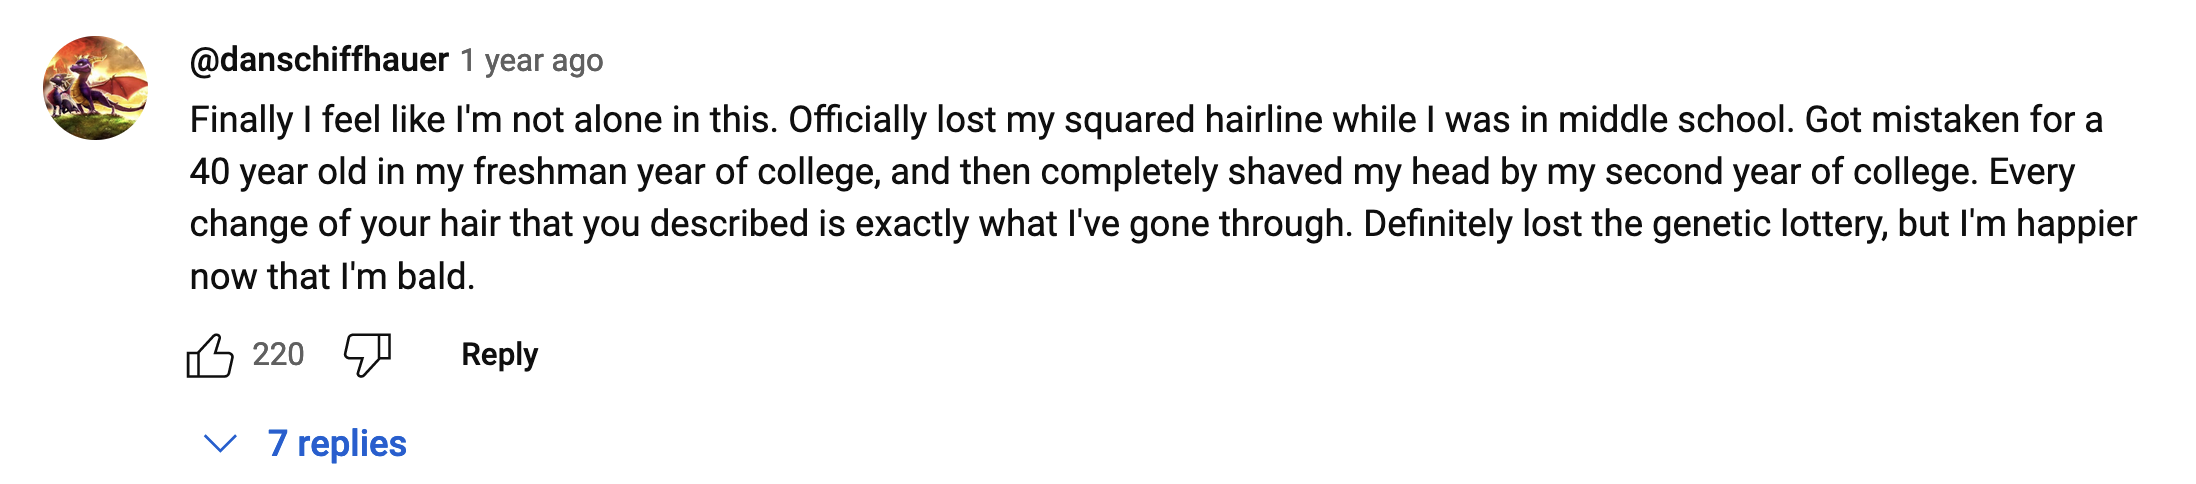 @danschiffhauer 1 year ago
Finally I feel like I'm not alone in this. Officially lost my squared hairline while I was in middle school. Got mistaken for a
40 year old in my freshman year of college, and then completely shaved my head by my second year of college. Every
change of your hair that you described is exactly what I've gone through. Definitely lost the genetic lottery, but I'm happier
now that I'm bald.
220 Reply
7 replies